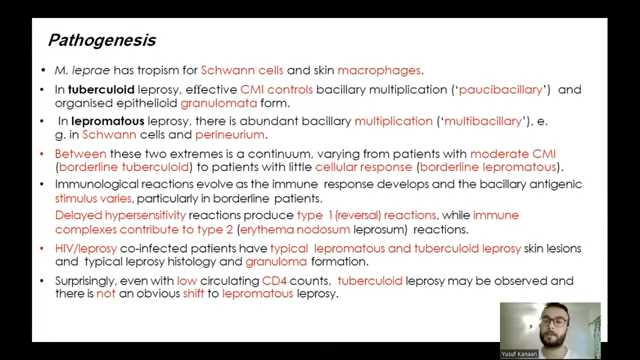 Pathogenesis
• M. leprae has tropism for Schwann cells and skin macrophages.
• In tuberculoid leprosy, effective CMI controls bacillary multiplication ('paucibacillary') and
organised epithelioid granulomata form.
• In lepromatous leprosy, there is abundant bacillary multiplication ('multibacillary'), e.
g. in Schwann cells and perineurium.
• Between these two extremes is a continuum, varying from patients with moderate CMI
(borderline tuberculoid) to patients with little cellular response (borderline lepromatous).
• Immunological reactions evolve as the immune response develops and the bacillary antigenic
stimulus varies, particularly in borderline patients.
Delayed hypersensitivity reactions produce type 1(reversal) reactions, while immune
complexes contribute to type 2 (erythema nodosum leprosum) reactions.
• HIV/leprosy co-infected patients have typical lepromatous and tuberculoid leprosy skin lesions
and typical leprosy histology and granuloma formation.
• Surprisingly, even with low circulating CD4 counts, tuberculoid leprosy may be observed and
there is not an obvious shift to lepromatous leprosy.
Yusuf Kanaan